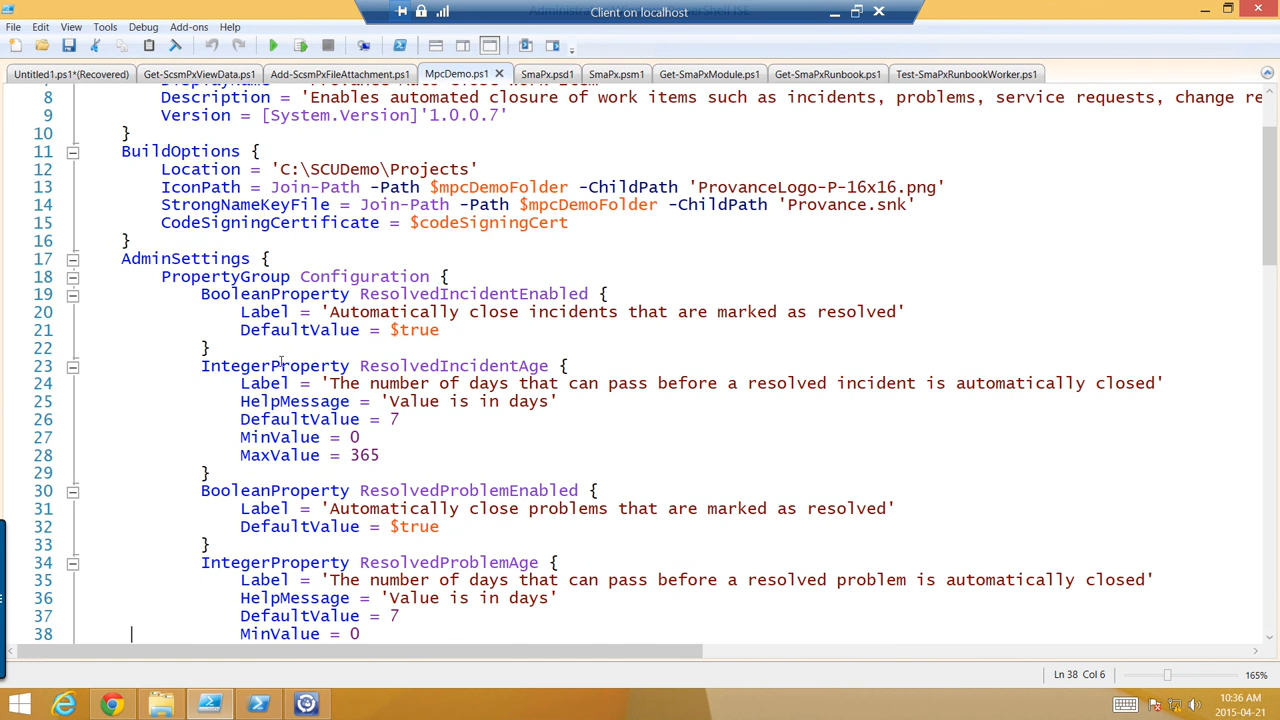 Client on localhost
File Edit View Tools Debug Add-ons Help
Untitled1.ps1*(Recovered) Get-ScsmPxViewData.ps1 Add-ScsmPxFileAttachment.ps1 MpcDemo.ps1 SmaPx.psd1 SmaPx.psm1 Get-SmaPxModule.ps1 Get-SmaPxRunbook.ps1 Test-SmaPxRunbookWorker.ps1
8 Description = 'Enables automated closure of work items such as incidents, problems, service requests, change re
9 Version = [System.Version]'1.0.0.7'
10 }
11 BuildOptions {
12 Location = 'C:\SCUDemo\Projects'
13 IconPath = Join-Path -Path $mpcDemoFolder -ChildPath 'ProvanceLogo-P-16x16.png'
14 StrongNameKeyFile = Join-Path -Path $mpcDemoFolder -ChildPath 'Provance.snk'
15 CodeSigningCertificate = $codeSigningCert
16 }
17 AdminSettings {
18 PropertyGroup Configuration {
19 BooleanProperty ResolvedIncidentEnabled {
20 Label = 'Automatically close incidents that are marked as resolved'
21 DefaultValue = $true
22 }
23 IntegerProperty ResolvedIncidentAge {
24 Label = 'The number of days that can pass before a resolved incident is automatically closed'
25 HelpMessage = 'Value is in days'
26 DefaultValue = 7
27 MinValue = 0
28 MaxValue = 365
29 }
30 BooleanProperty ResolvedProblemEnabled {
31 Label = 'Automatically close problems that are marked as resolved'
32 DefaultValue = $true
33 }
34 IntegerProperty ResolvedProblemAge {
35 Label = 'The number of days that can pass before a resolved problem is automatically closed'
36 HelpMessage = 'Value is in days'
37 DefaultValue = 7
38 MinValue = 0
Ln 38 Col 6 165%
10:36 AM
2015-04-21